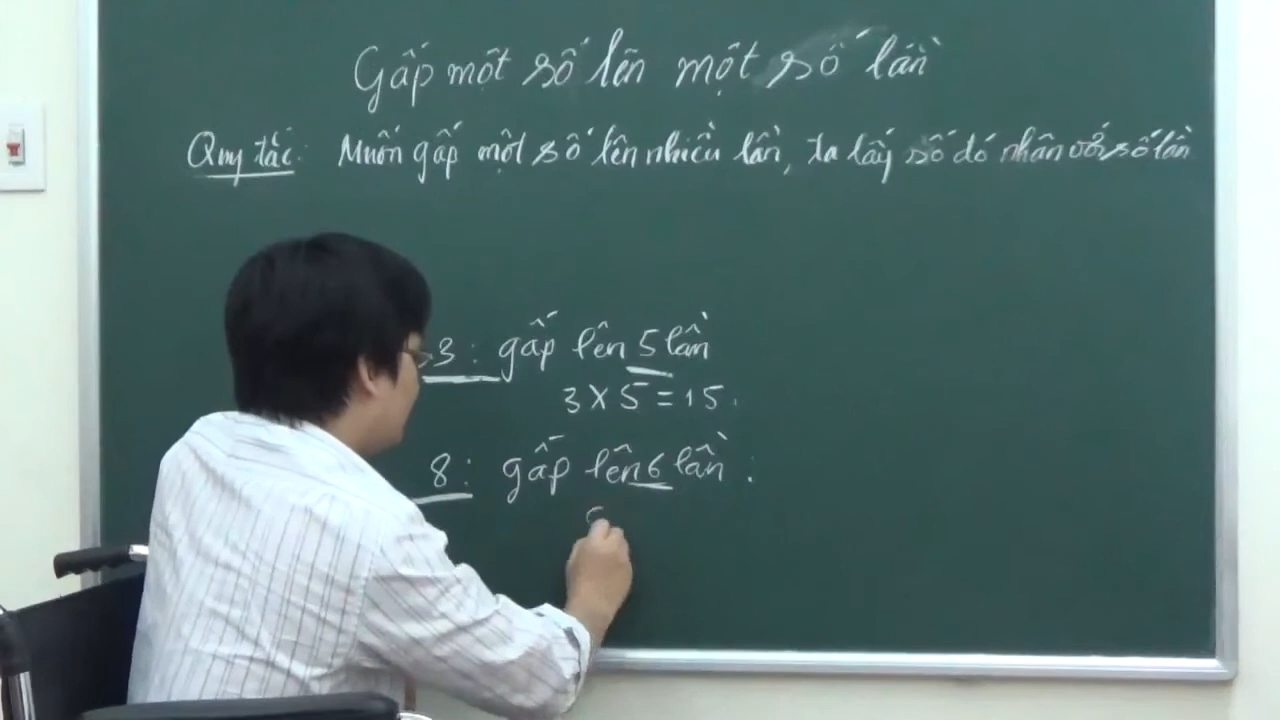 Gấp một số lên một số lần
Quy tắc: Muốn gấp một số lên nhiều lần, ta lấy số đó nhân với số lần
3 : gấp lên 5 lần
3 x 5 = 15.
8 : gấp lên 6 lần :